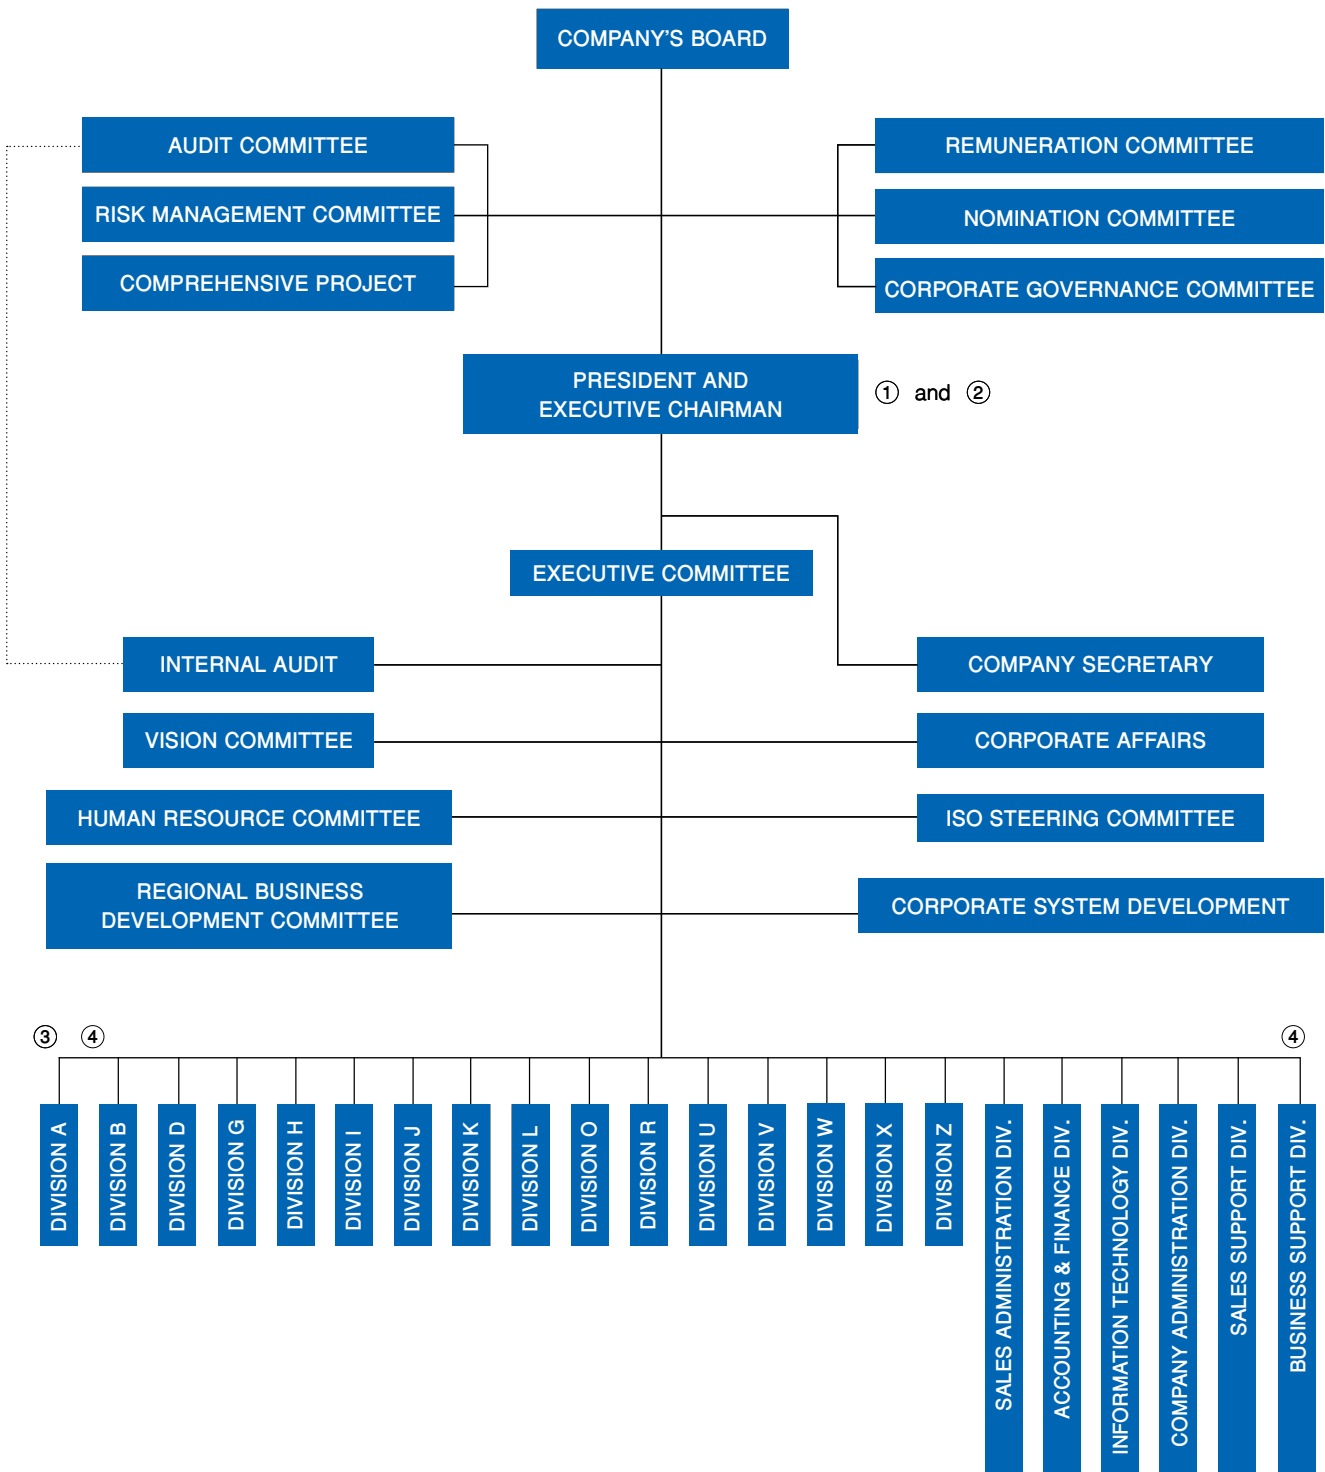 COMPANY'S BOARD
AUDIT COMMITTEE
REMUNERATION COMMITTEE
RISK MANAGEMENT COMMITTEE
NOMINATION COMMITTEE
COMPREHENSIVE PROJECT
CORPORATE GOVERNANCE COMMITTEE
PRESIDENT AND
EXECUTIVE CHAIRMAN
① and ②
EXECUTIVE COMMITTEE
INTERNAL AUDIT
COMPANY SECRETARY
VISION COMMITTEE
CORPORATE AFFAIRS
HUMAN RESOURCE COMMITTEE
ISO STEERING COMMITTEE
REGIONAL BUSINESS
DEVELOPMENT COMMITTEE
CORPORATE SYSTEM DEVELOPMENT
③ ④
④
DIVISION A
DIVISION B
DIVISION D
DIVISION G
DIVISION H
DIVISION I
DIVISION J
DIVISION K
DIVISION L
DIVISION O
DIVISION R
DIVISION U
DIVISION V
DIVISION W
DIVISION X
DIVISION Z
SALES ADMINISTRATION DIV.
ACCOUNTING & FINANCE DIV.
INFORMATION TECHNOLOGY DIV.
COMPANY ADMINISTRATION DIV.
SALES SUPPORT DIV.
BUSINESS SUPPORT DIV.